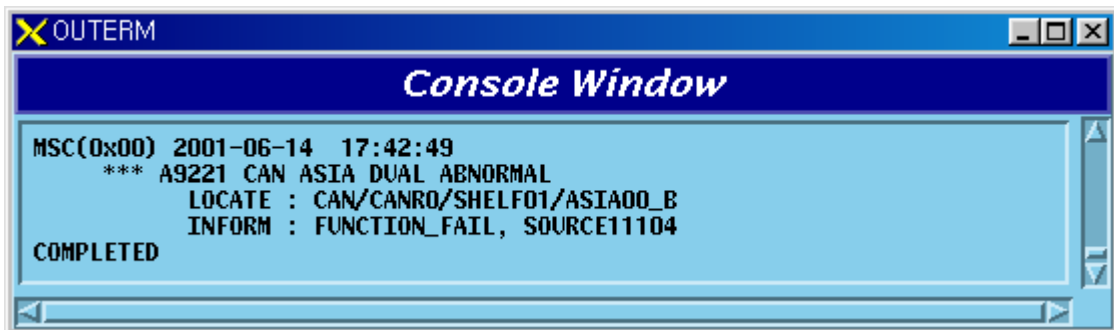 OUTERM
Console Window
MSC(0x00) 2001-06-14 17:42:49
*** A9221 CAN ASIA DUAL ABNORMAL
LOCATE : CAN/CANRO/SHELF01/ASIA00_B
INFORM : FUNCTION_FAIL, SOURCE11104
COMPLETED